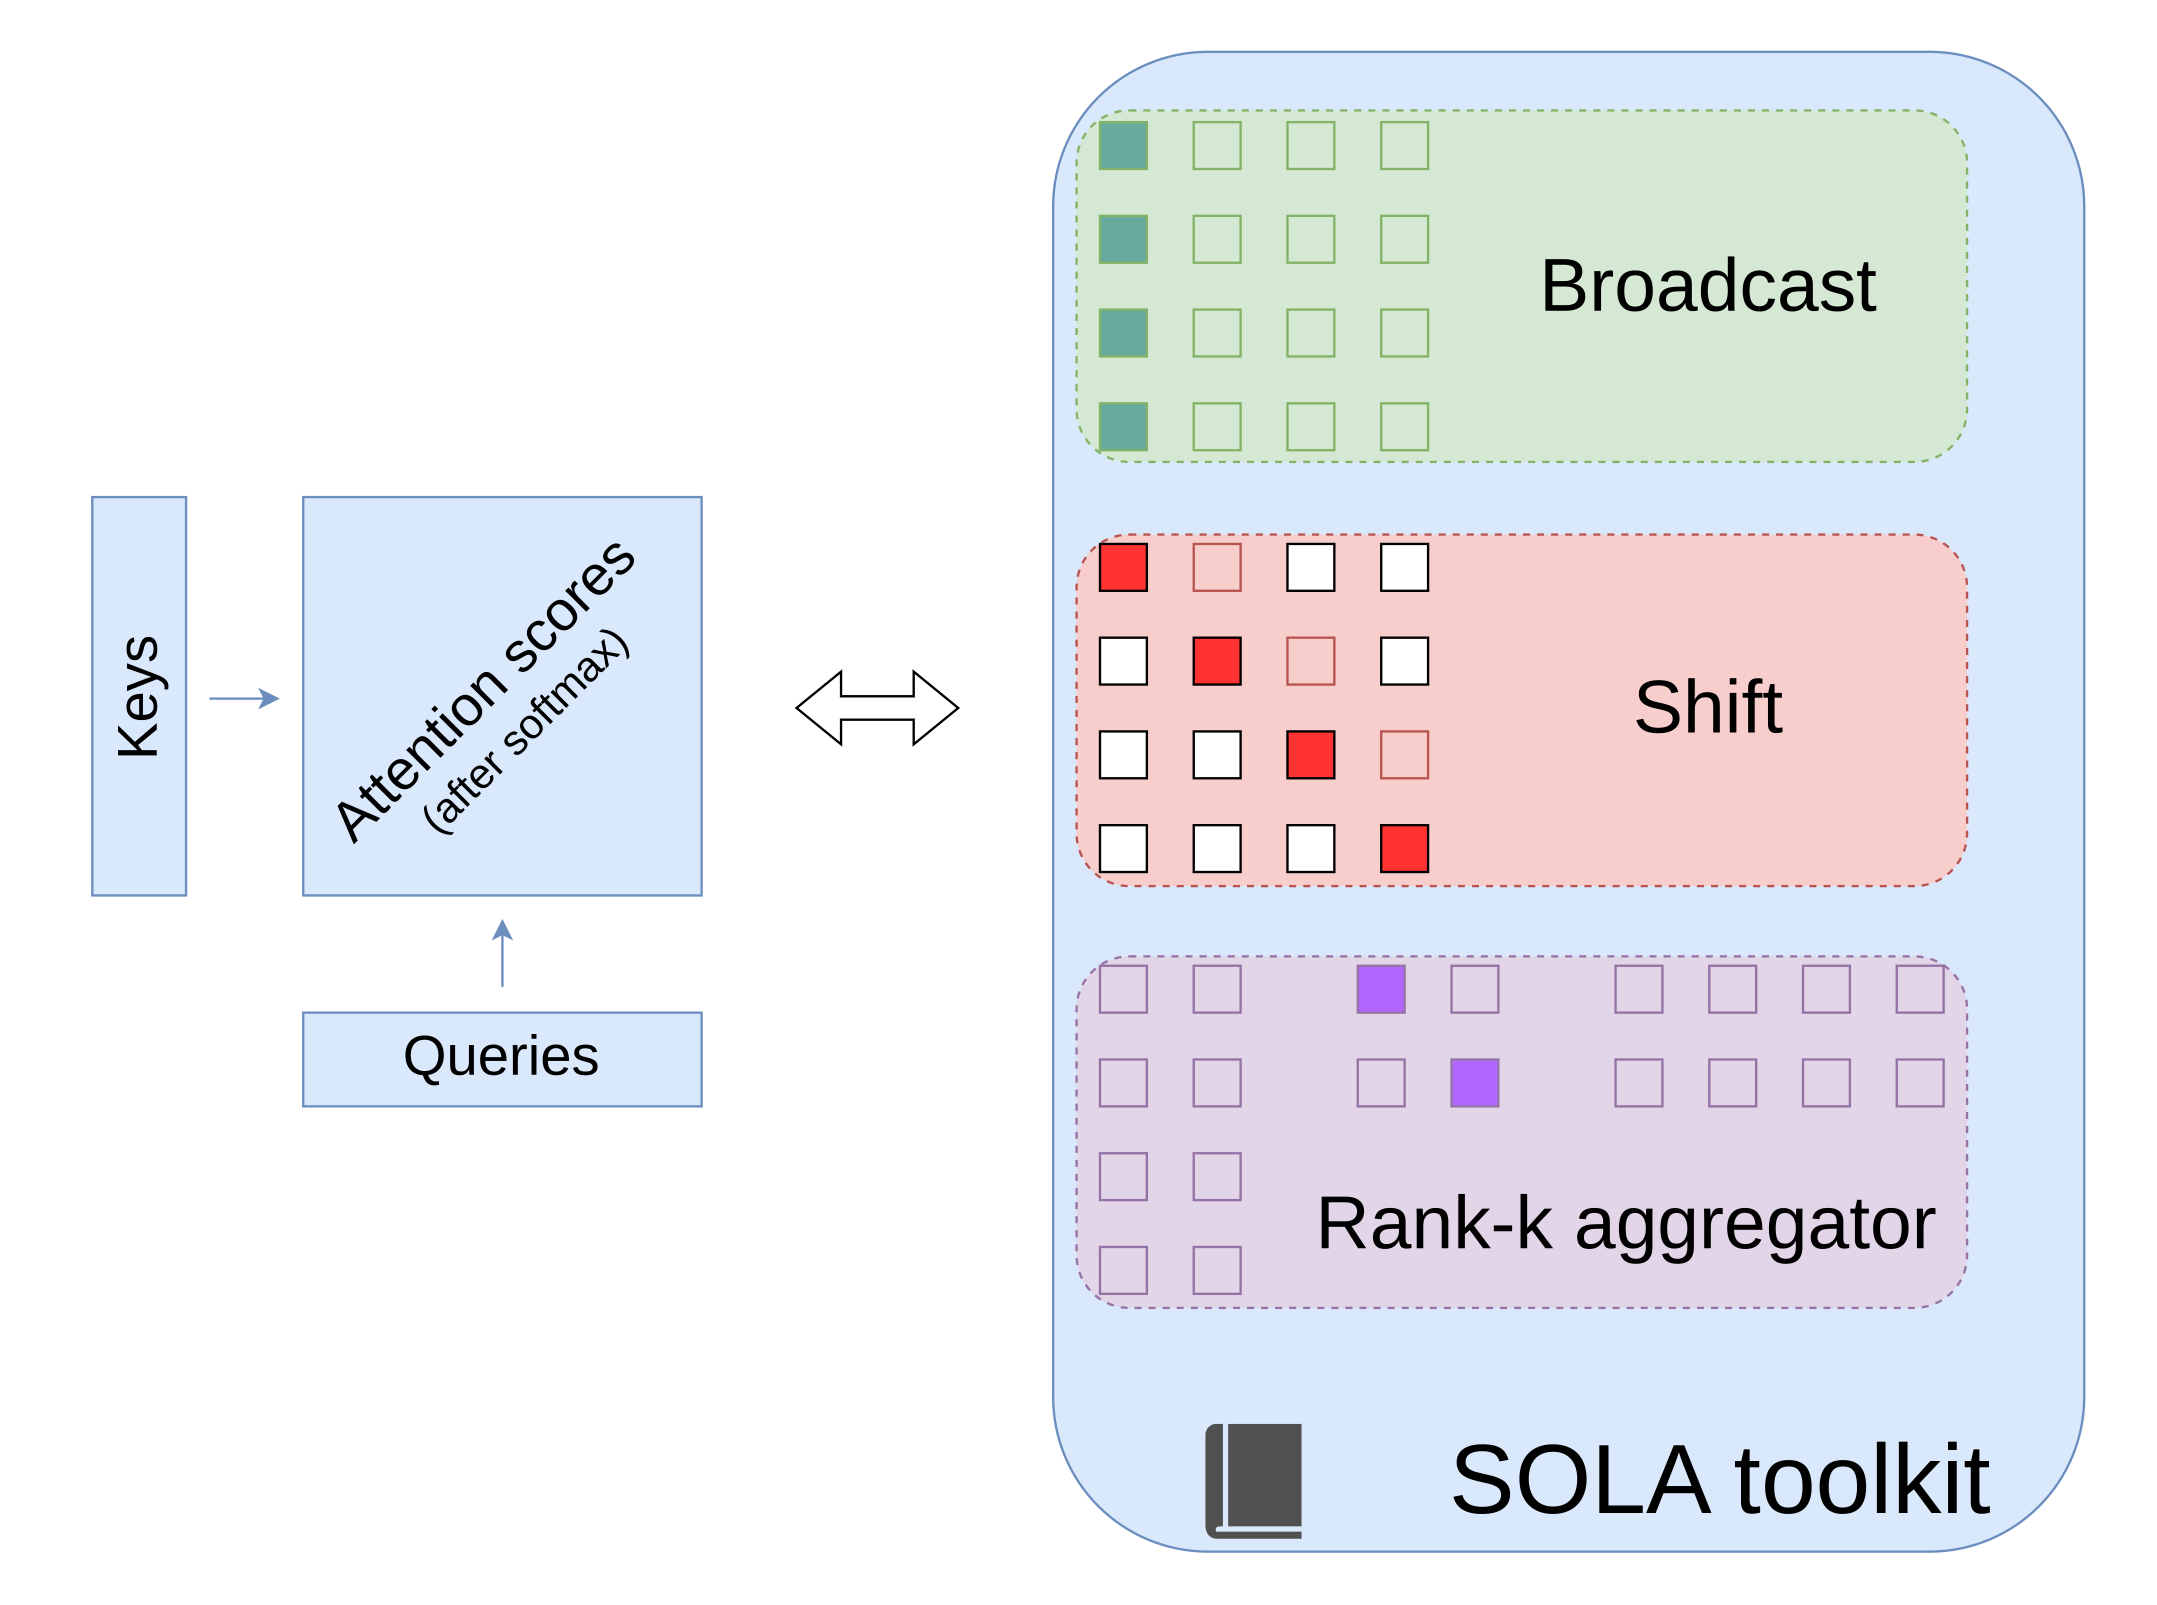 Keys
Attention scores
(after softmax)
Queries
Broadcast
Shift
Rank-k aggregator
SOLA toolkit